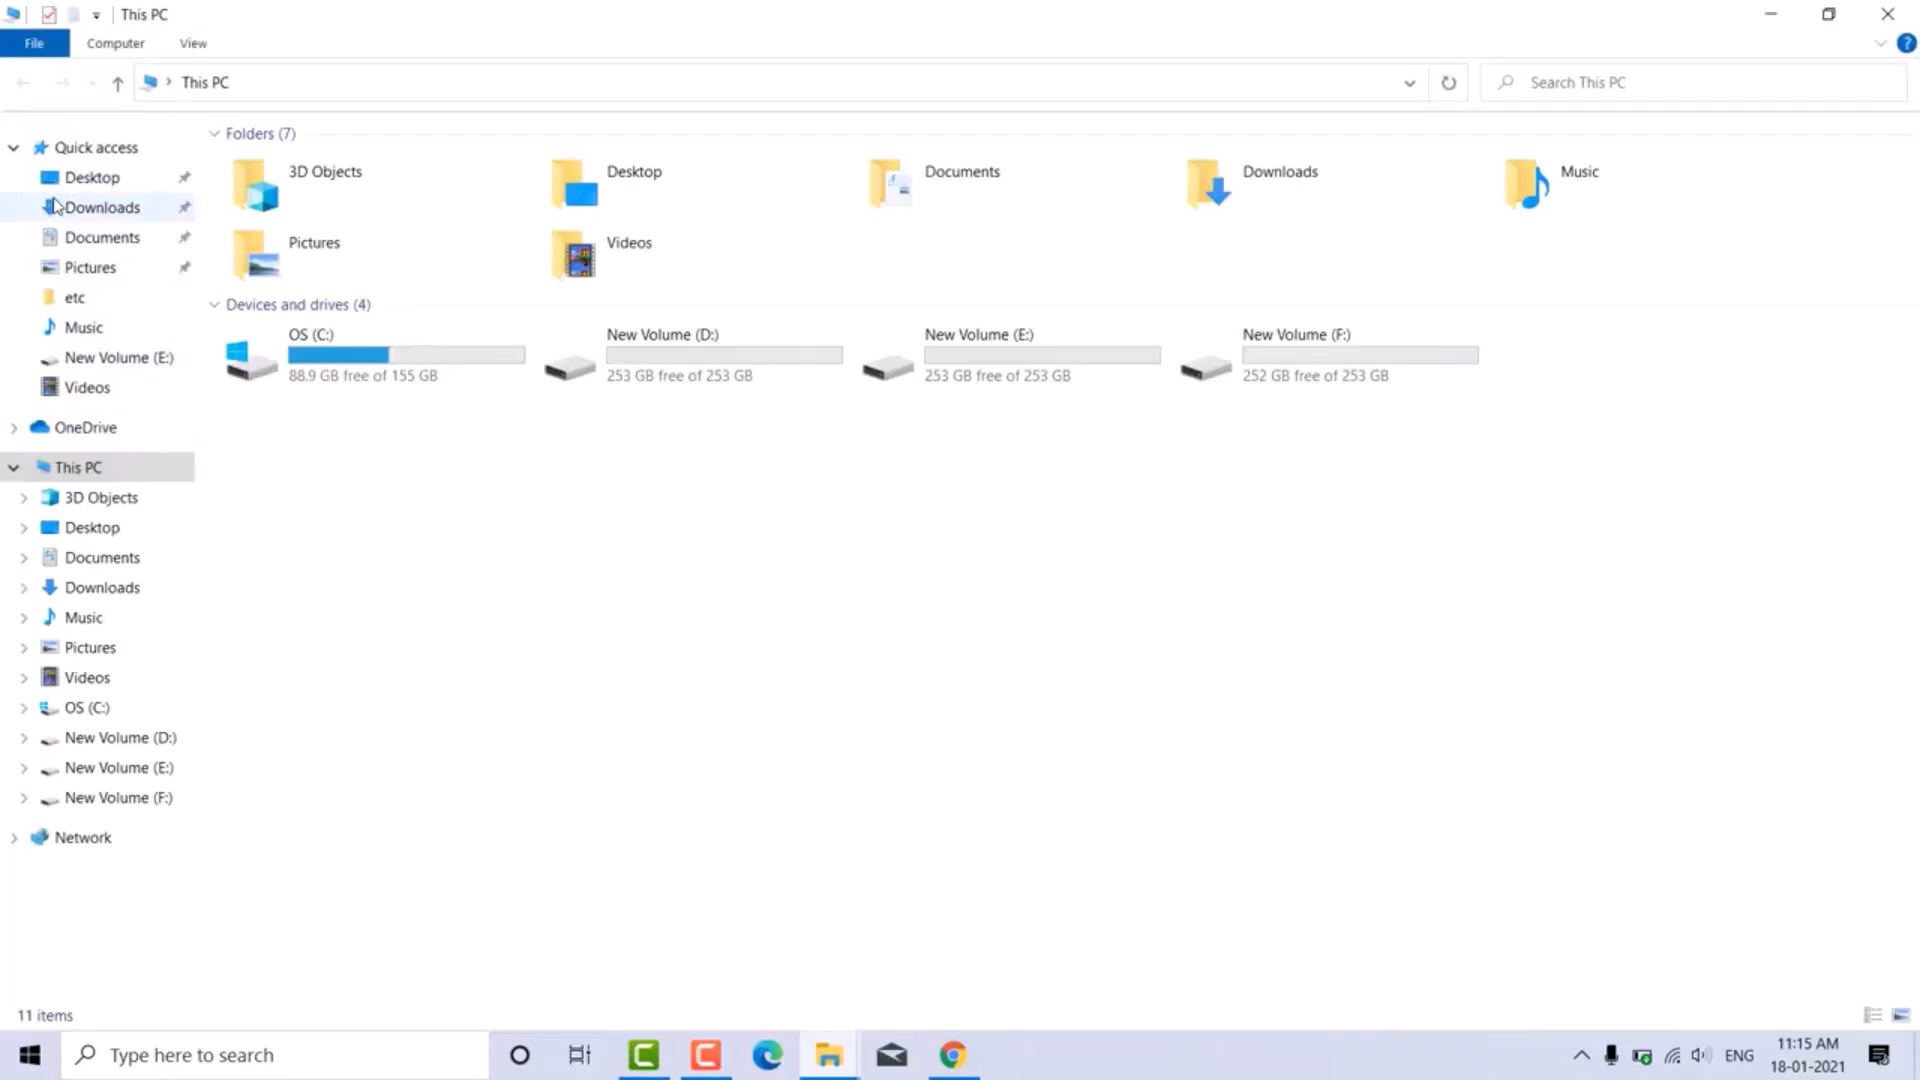 This PC
File Computer View
This PC
Search This PC
Quick access
Desktop
Downloads
Documents
Pictures
etc
Music
New Volume (E:)
Videos
OneDrive
This PC
3D Objects
Desktop
Documents
Downloads
Music
Pictures
Videos
OS (C:)
New Volume (D:)
New Volume (E:)
New Volume (F:)
Network
Folders (7)
3D Objects
Desktop
Documents
Downloads
Music
Pictures
Videos
Devices and drives (4)
OS (C:)
88.9 GB free of 155 GB
New Volume (D:)
253 GB free of 253 GB
New Volume (E:)
253 GB free of 253 GB
New Volume (F:)
252 GB free of 253 GB
11 items
Type here to search
ENG
11:15 AM
18-01-2021